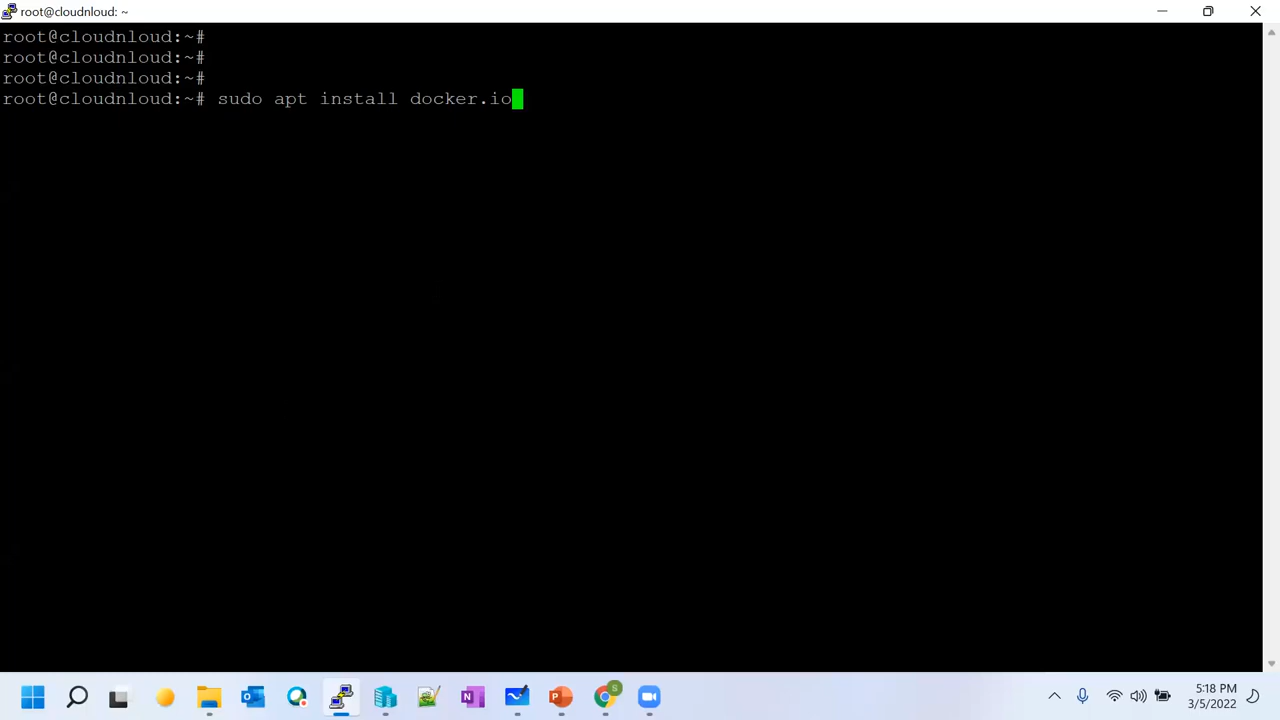 root@cloudnloud: ~
root@cloudnloud:~#
root@cloudnloud:~#
root@cloudnloud:~#
root@cloudnloud:~# sudo apt install docker.io
5:18 PM
3/5/2022